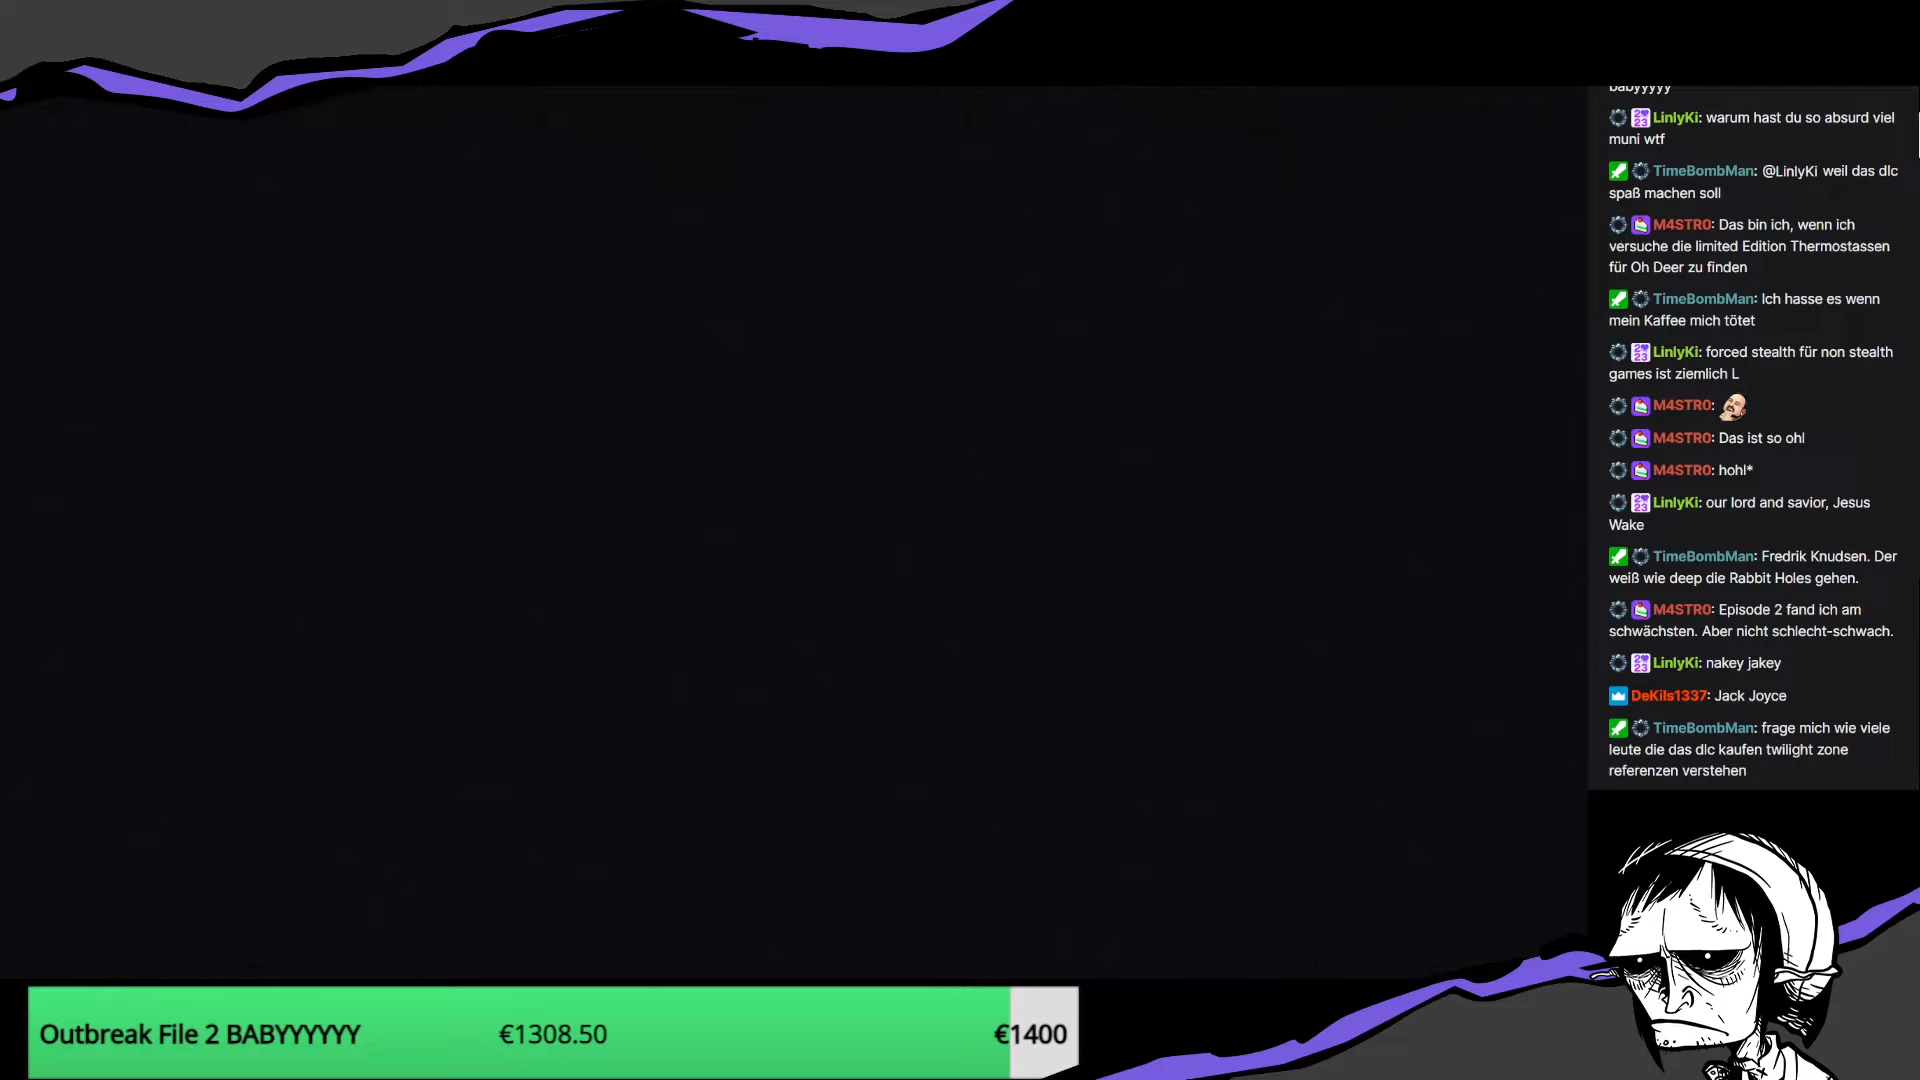 babyyyyy
LinlyKi: warum hast du so absurd viel
muni wtf
TimeBombMan: @LinlyKi weil das dlc
spaß machen soll
M4STR0: Das bin ich, wenn ich
versuche die limited Edition Thermostassen
für Oh Deer zu finden
TimeBombMan: Ich hasse es wenn
mein Kaffee mich tötet
LinlyKi: forced stealth für non stealth
games ist ziemlich L
M4STR0:
M4STR0: Das ist so ohl
M4STR0: hohl*
LinlyKi: our lord and savior, Jesus
Wake
TimeBombMan: Fredrik Knudsen. Der
weiß wie deep die Rabbit Holes gehen.
M4STR0: Episode 2 fand ich am
schwächsten. Aber nicht schlecht-schwach.
LinlyKi: nakey jakey
DeKils1337: Jack Joyce
TimeBombMan: frage mich wie viele
leute die das dlc kaufen twilight zone
referenzen verstehen
Outbreak File 2 BABYYYYYY €1308.50 €1400